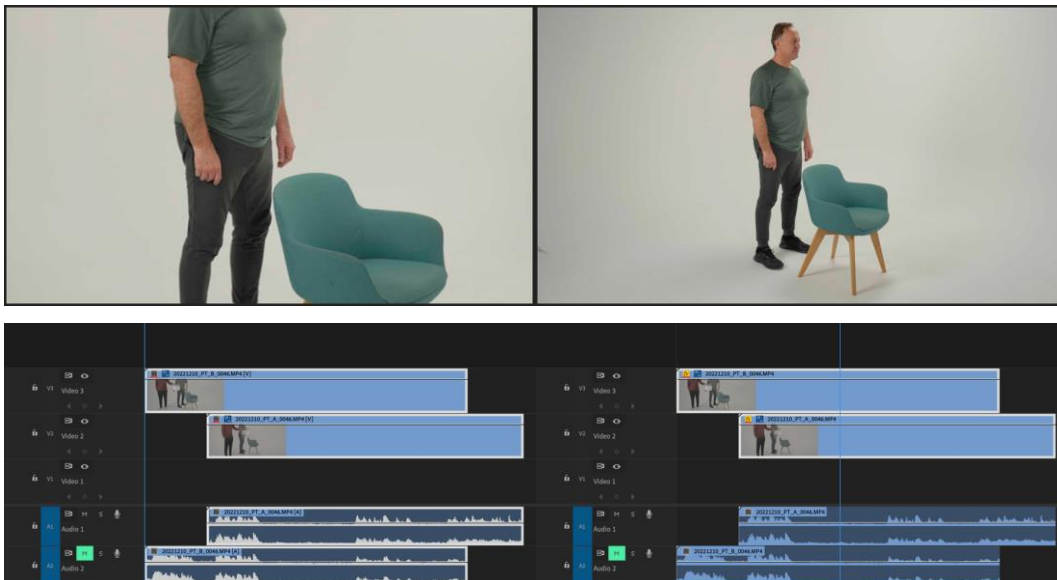 20221210_PT_B_0046.MP4 [V]
20221210_PT_B_0046.MP4
V3 Video 3
V3 Video 3
20221210_PT_A_0046.MP4 [V]
20221210_PT_A_0046.MP4
V2 Video 2
V2 Video 2
V1 Video 1
V1 Video 1
M S
20221210_PT_A_0046.MP4 [A]
M S
20221210_PT_A_0046.MP4
A1 Audio 1
A1 Audio 1
M S
20221210_PT_B_0046.MP4 [A]
M S
20221210_PT_B_0046.MP4
A2 Audio 2
A2 Audio 2